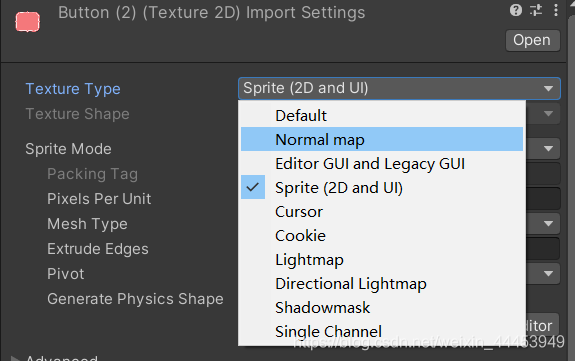 Button (2) (Texture 2D) Import Settings
Open
Texture Type
Sprite (2D and UI)
Texture Shape
Default
Normal map
Sprite Mode
Editor GUI and Legacy GUI
Packing Tag
Sprite (2D and UI)
Pixels Per Unit
Cursor
Mesh Type
Cookie
Extrude Edges
Lightmap
Pivot
Directional Lightmap
Generate Physics Shape
Shadowmask
Single Channel
ditor
https://blog.csdn.net/weixin_44453949
Advanced